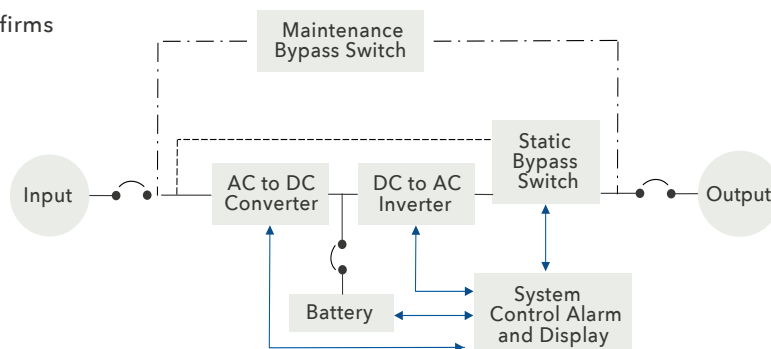 firms
Maintenance
Bypass Switch
Static
Bypass
Switch
Input
AC to DC
Converter
DC to AC
Inverter
Output
Battery
System
Control Alarm
and Display